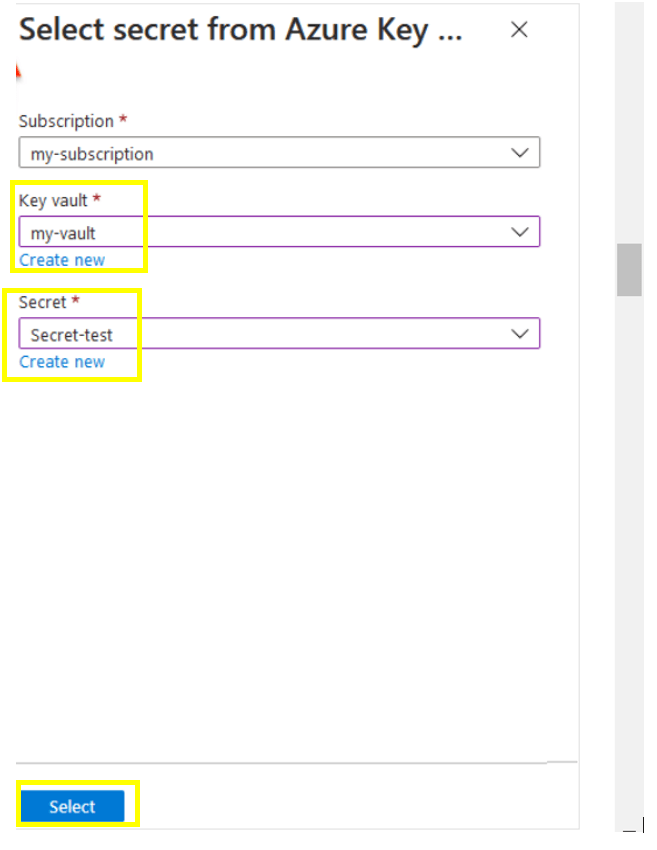 Select secret from Azure Key ...
Subscription *
my-subscription
Key vault *
my-vault
Create new
Secret *
Secret-test
Create new
Select